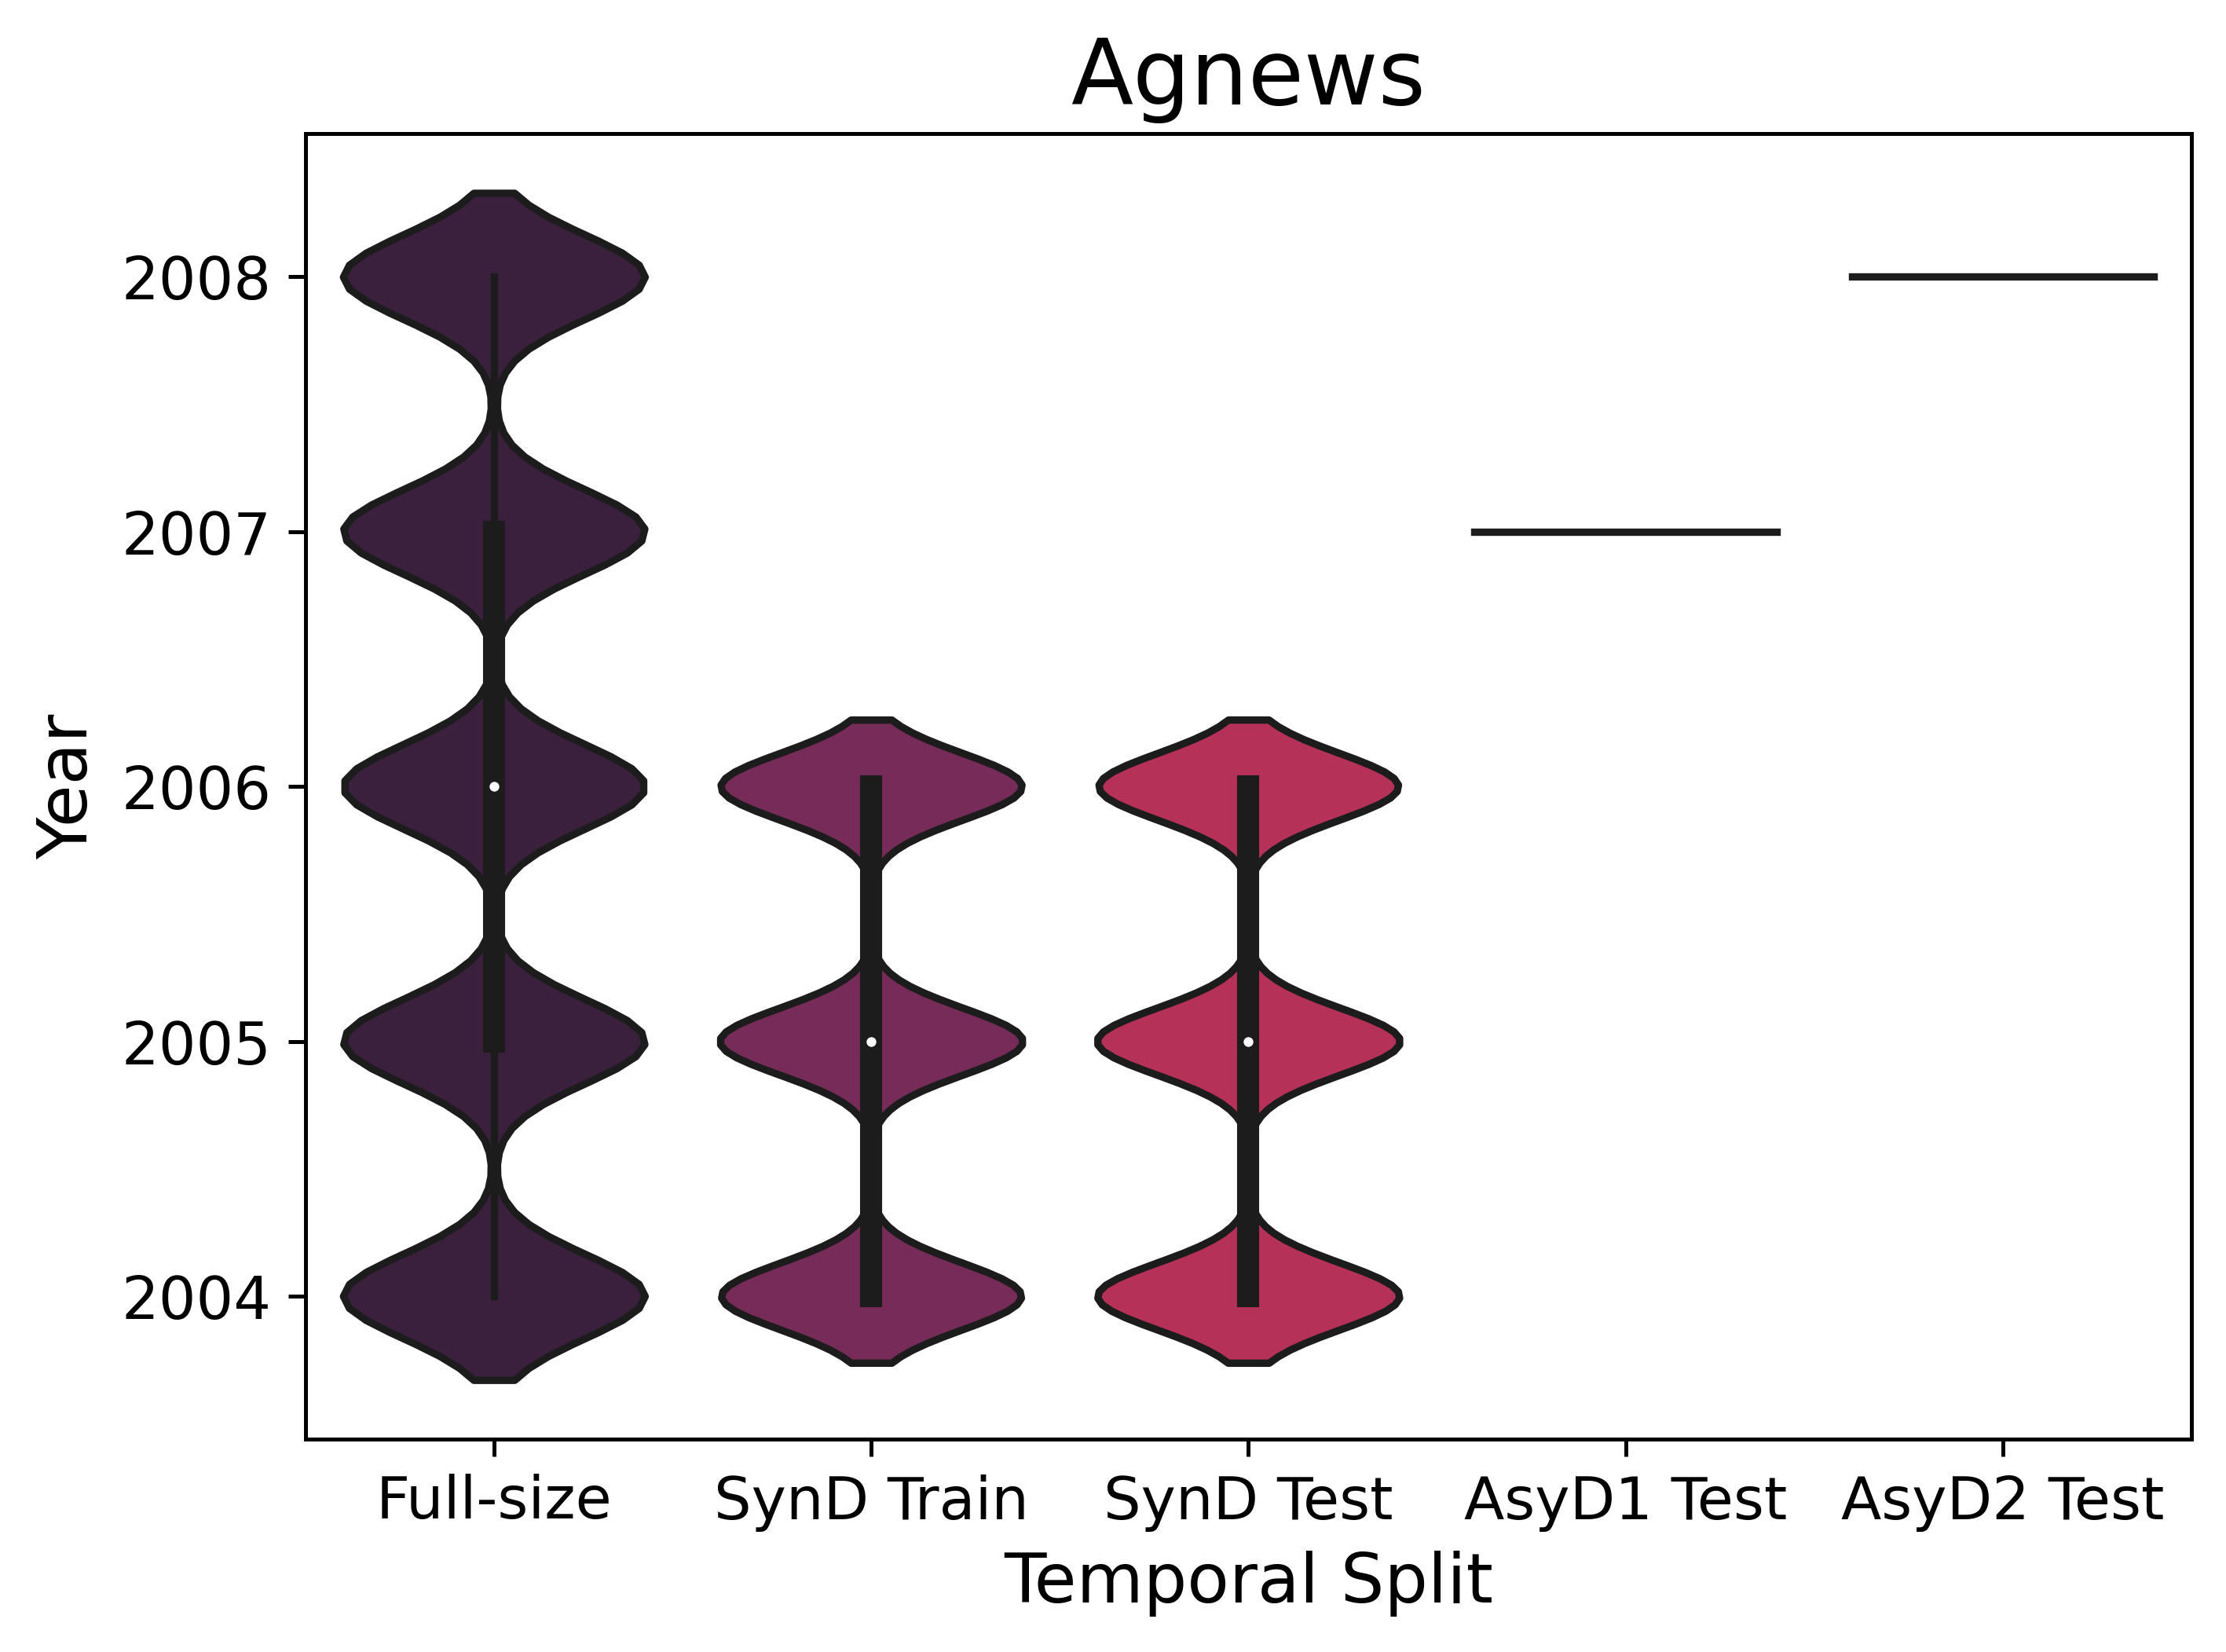 Agnews
Year
2008
2007
2006
2005
2004
Full-size SynD Train SynD Test AsyD1 Test AsyD2 Test
Temporal Split